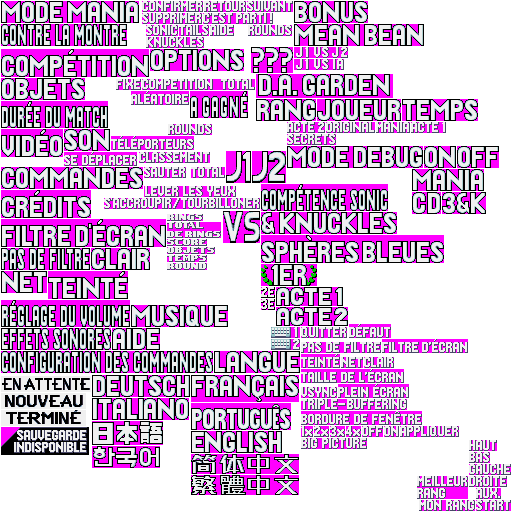 MODE MANIA
CONFIRMER RETOUR SUIVANT
SUPPRIMER C'EST PARTI !
BONUS
CONTRE LA MONTRE
SONIC TAILS AIDE ROUNDS
KNUCKLES
MEAN BEAN
COMPÉTITION
OPTIONS
???
J1 VS J2
J1 VS IA
OBJETS
FIXE COMPETITION TOTAL
D.A. GARDEN
ALÉATOIRE
A GAGNÉ
DURÉE DU MATCH
RANG JOUEUR TEMPS
ROUNDS
ACTE 2 ORIGINAL MANIA ACTE 1
SECRETS
VIDÉO SON
TÉLÉPORTEURS
SE DEPLACER CLASSEMENT
J1 J2
MODE DEBUG ON OFF
COMMANDES
SAUTER TOTAL
MANIA
LEVER LES YEUX
COMPÉTENCE SONIC
CD 3&K
CRÉDITS
S'ACCROUPIR/TOURBILLONER
RINGS
TOTAL
VS
& KNUCKLES
FILTRE D'ÉCRAN
DE RINGS
SCORE
OBJETS
SPHÈRES BLEUES
PAS DE FILTRE CLAIR
TEMPS
ROUND
1ER
NET TEINTÉ
2E
3E
ACTE 1
RÉGLAGE DU VOLUME MUSIQUE
ACTE 2
EFFETS SONORES AIDE
1 QUITTER DÉFAUT
2 PAS DE FILTRE FILTRE D'ÉCRAN
CONFIGURATION DES COMMANDES LANGUE
TEINTÉ NET CLAIR
TAILLE DE L'ÉCRAN
EN ATTENTE
DEUTSCH FRANÇAIS
VSYNC PLEIN ÉCRAN
NOUVEAU
ITALIANO
TRIPLE-BUFFERING
TERMINÉ
PORTUGUÊS
BORDURE DE FENÊTRE
SAUVEGARDE
INDISPONIBLE
日本語
ENGLISH
1x 2x 3x 4x OFF ON APPLIQUER
BIG PICTURE
한국어
简体中文
HAUT
BAS
GAUCHE
繁體中文
MEILLEUR DROITE
RANG AUX.
MON RANG START